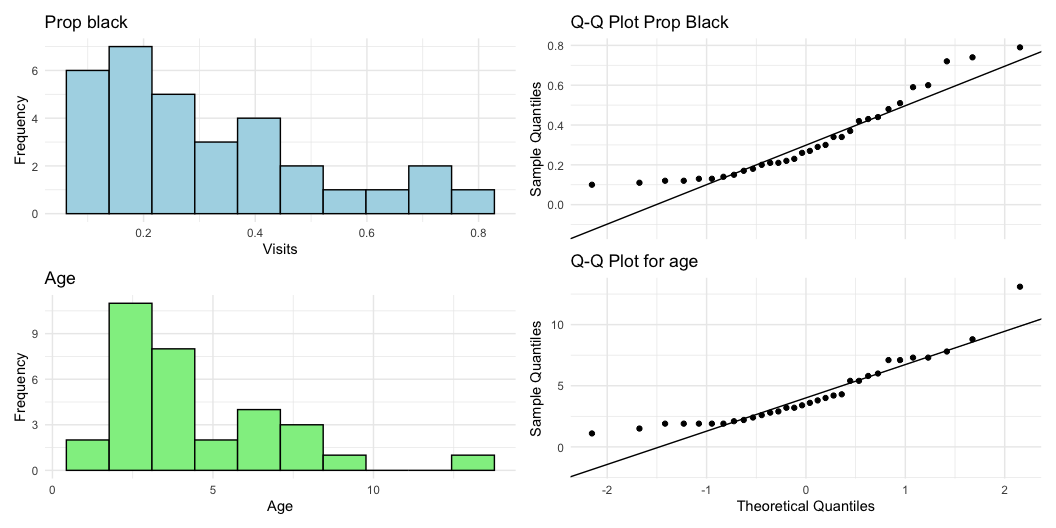 Prop black
Frequency
6
4
2
0
0.2 0.4 0.6 0.8
Visits
Q-Q Plot Prop Black
Sample Quantiles
0.8
0.6
0.4
0.2
0.0
Age
Frequency
9
6
3
0
0 5 10
Age
Q-Q Plot for age
Sample Quantiles
10
5
0
-2 -1 0 1 2
Theoretical Quantiles